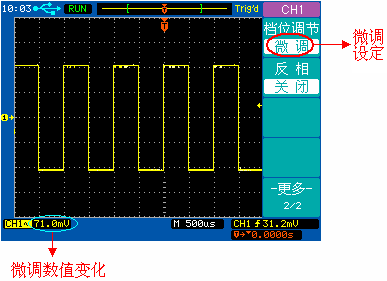 10:03 RUN Trig'd CH1
T
档位调节
微 调
微调
设定
反 相
关 闭
1
-更多-
2/2
CH1 71.0mV M 500us CH1 31.2mV
0.0000s
微调数值变化